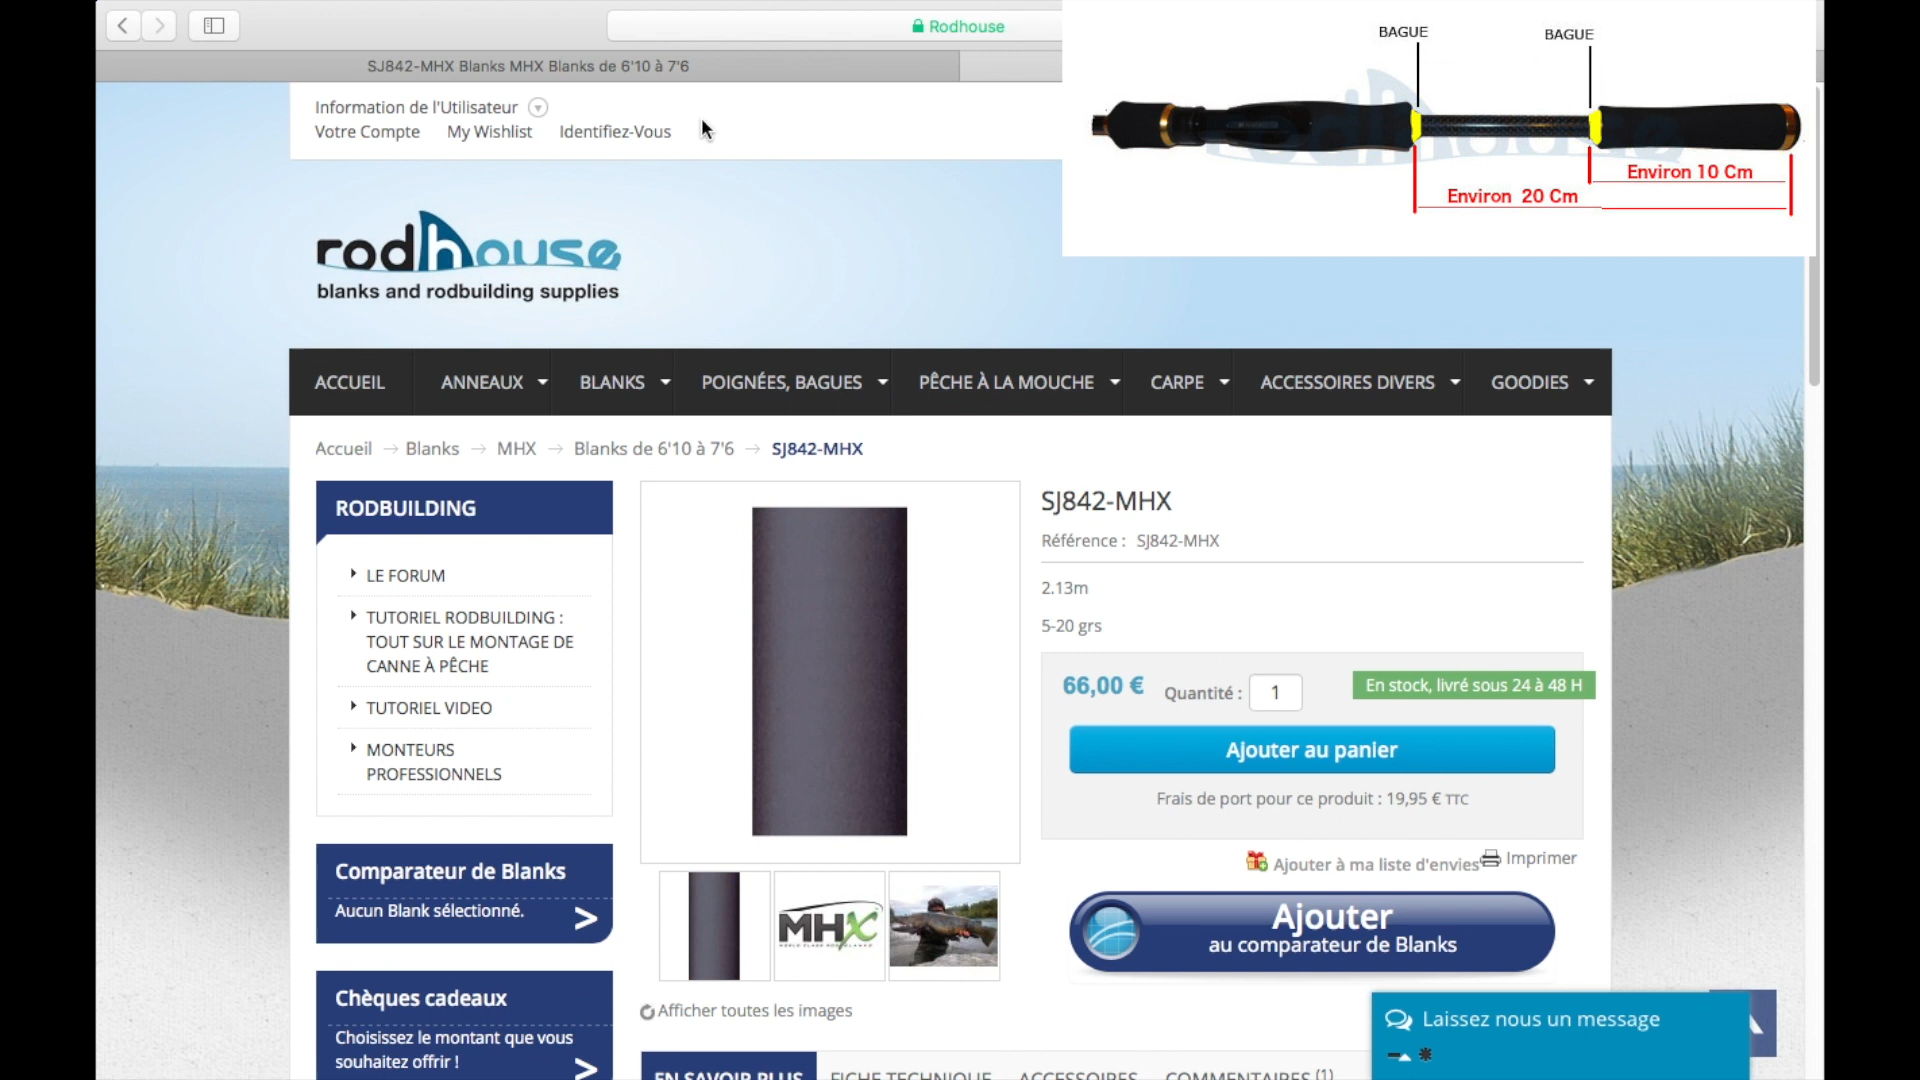 Rodhouse
SJ842-MHX Blanks MHX Blanks de 6'10 à 7'6
Information de l'Utilisateur
Votre Compte My Wishlist Identifiez-Vous
BAGUE BAGUE
rodhouse
Environ 10 Cm
Environ 20 Cm
rodhouse
blanks and rodbuilding supplies
ACCUEIL ANNEAUX BLANKS POIGNÉES, BAGUES PÊCHE À LA MOUCHE CARPE ACCESSOIRES DIVERS GOODIES
Accueil → Blanks → MHX → Blanks de 6'10 à 7'6 → SJ842-MHX
RODBUILDING
LE FORUM
TUTORIEL RODBUILDING :
TOUT SUR LE MONTAGE DE
CANNE À PÊCHE
TUTORIEL VIDEO
MONTEURS
PROFESSIONNELS
Comparateur de Blanks
Aucun Blank sélectionné.
>
Chèques cadeaux
Choisissez le montant que vous
souhaitez offrir !
>
MHX
Afficher toutes les images
SJ842-MHX
Référence : SJ842-MHX
2.13m
5-20 grs
66,00 € Quantité : 1 En stock, livré sous 24 à 48 H
Ajouter au panier
Frais de port pour ce produit : 19,95 € TTC
Ajouter à ma liste d'envies Imprimer
Ajouter
au comparateur de Blanks
EN SAVOIR PLUS FICHE TECHNIQUE ACCESSOIRES COMMENTAIRES (1)
Laissez nous un message